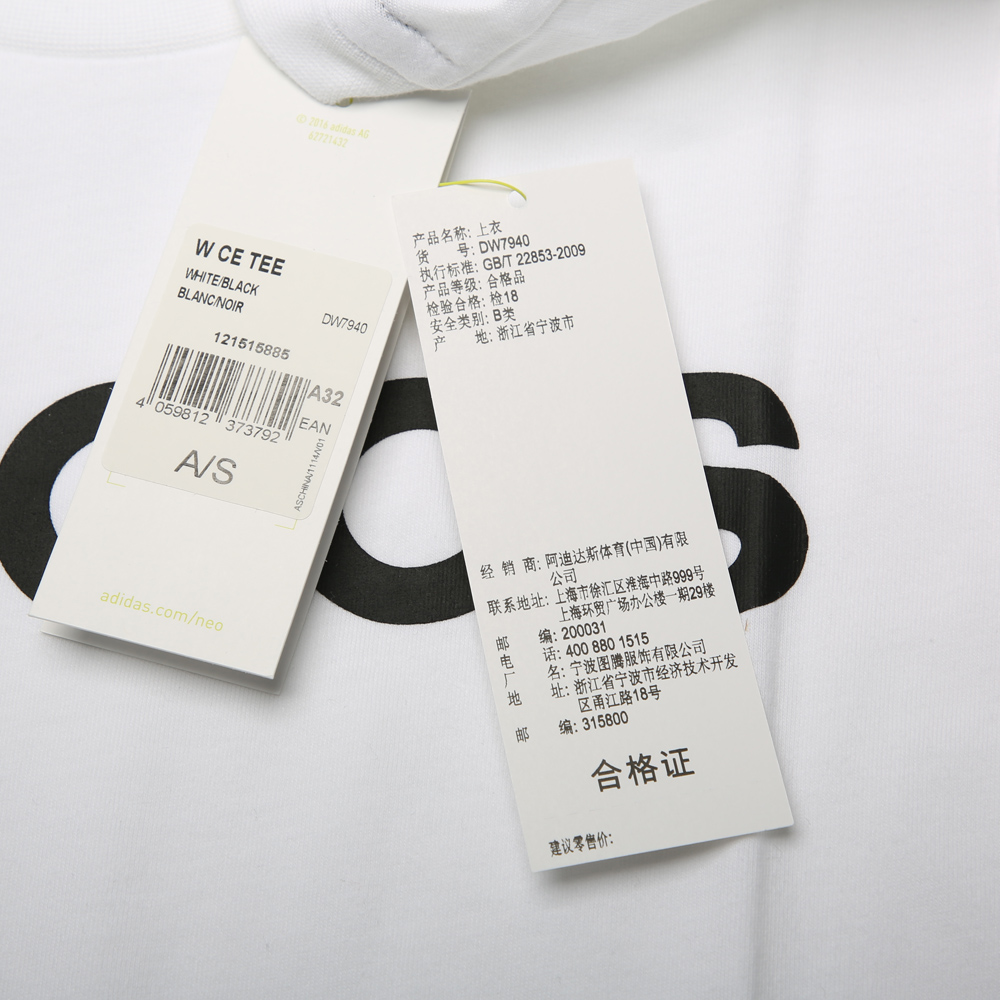 © 2016 adidas AG
62721432
W CE TEE
WHITE/BLACK
BLANC/NOIR
DW7940
121515885
A32
4 059812 373792
EAN
A/S
ASCHINA/1114/V01
adidas.com/neo
产品名称: 上衣
货 号: DW7940
执行标准: GB/T 22853-2009
产品等级: 合格品
检验合格: 检18
安全类别: B类
产 地: 浙江省宁波市
经 销 商: 阿迪达斯体育(中国)有限
公司
联系地址: 上海市徐汇区淮海中路999号
上海环贸广场办公楼一期29楼
邮 编: 200031
电 话: 400 880 1515
厂 名: 宁波图腾服饰有限公司
地 址: 浙江省宁波市经济技术开发
区甬江路18号
邮 编: 315800
合格证
建议零售价: